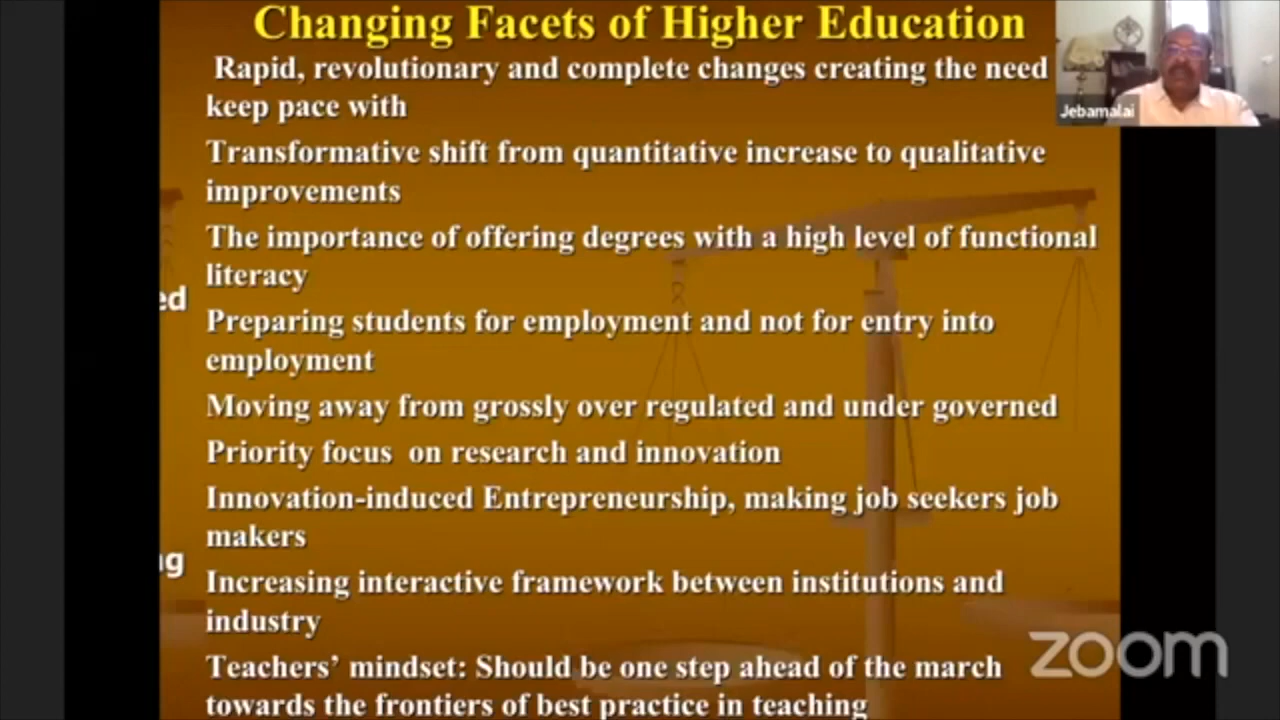 Changing Facets of Higher Education
Rapid, revolutionary and complete changes creating the need
keep pace with
Transformative shift from quantitative increase to qualitative
improvements
The importance of offering degrees with a high level of functional
literacy
Preparing students for employment and not for entry into
employment
Moving away from grossly over regulated and under governed
Priority focus on research and innovation
Innovation-induced Entrepreneurship, making job seekers job
makers
Increasing interactive framework between institutions and
industry
Teachers’ mindset: Should be one step ahead of the march
towards the frontiers of best practice in teaching
Jebamalai
zoom